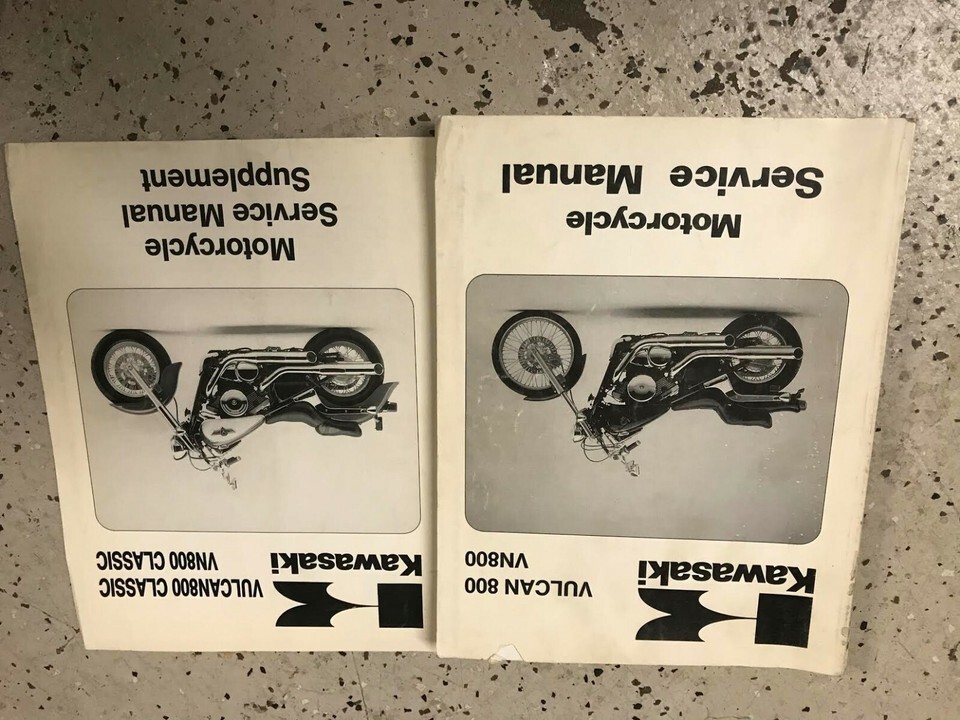 Kawasaki
VULCAN 800
VN800
Motorcycle
Service Manual
Kawasaki
VULCAN800 CLASSIC
VN800 CLASSIC
Motorcycle
Service Manual
Supplement